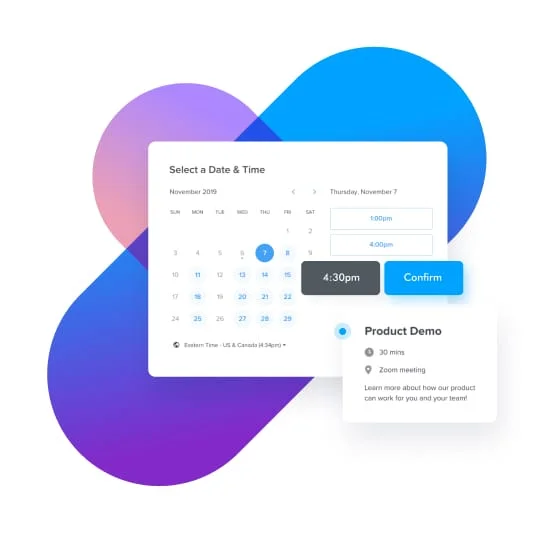 Select a Date & Time
November 2019
Thursday, November 7
SUN MON TUE WED THU FRI SAT
1 2
3 4 5 6 7 8 9
10 11 12 13 14 15
17 18 19 20 21 22
24 25 26 27 28 29
1:00pm
4:00pm
4:30pm
Confirm
Eastern Time - US & Canada (4:34pm)
Product Demo
30 mins
Zoom meeting
Learn more about how our product
can work for you and your team!